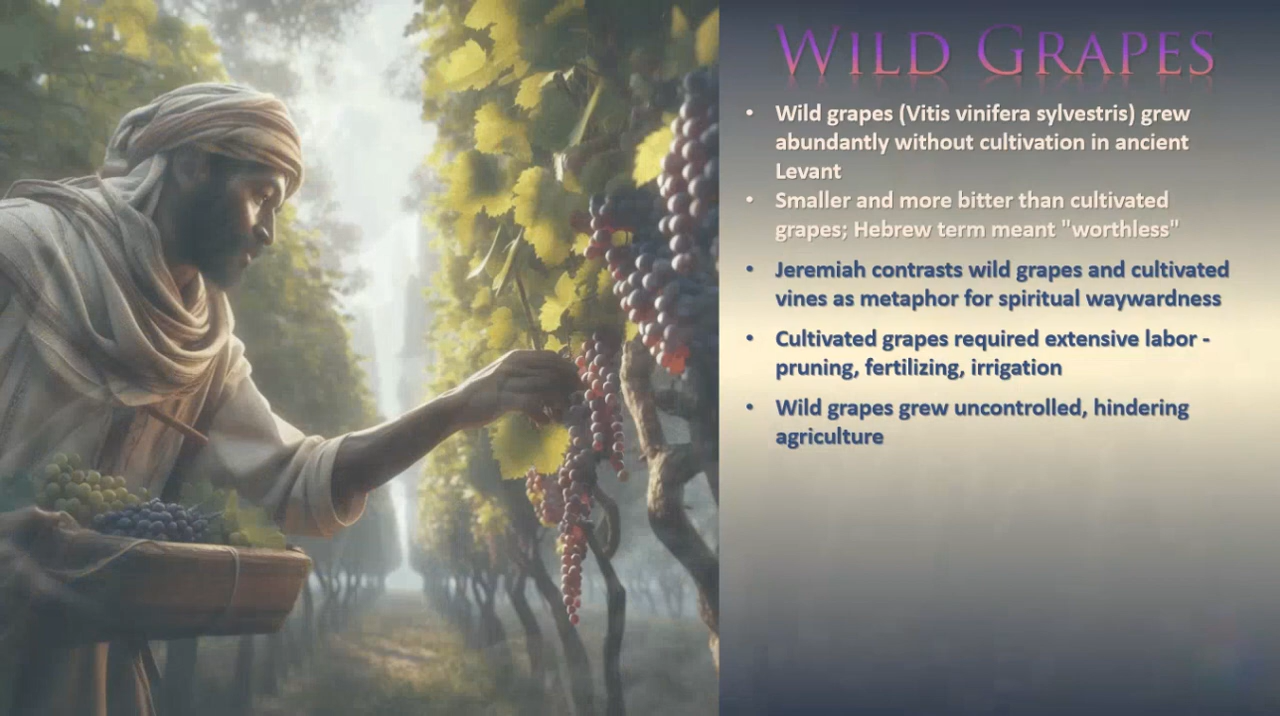 Wild Grapes
• Wild grapes (Vitis vinifera sylvestris) grew
abundantly without cultivation in ancient
Levant
• Smaller and more bitter than cultivated
grapes; Hebrew term meant "worthless"
• Jeremiah contrasts wild grapes and cultivated
vines as metaphor for spiritual waywardness
• Cultivated grapes required extensive labor -
pruning, fertilizing, irrigation
• Wild grapes grew uncontrolled, hindering
agriculture